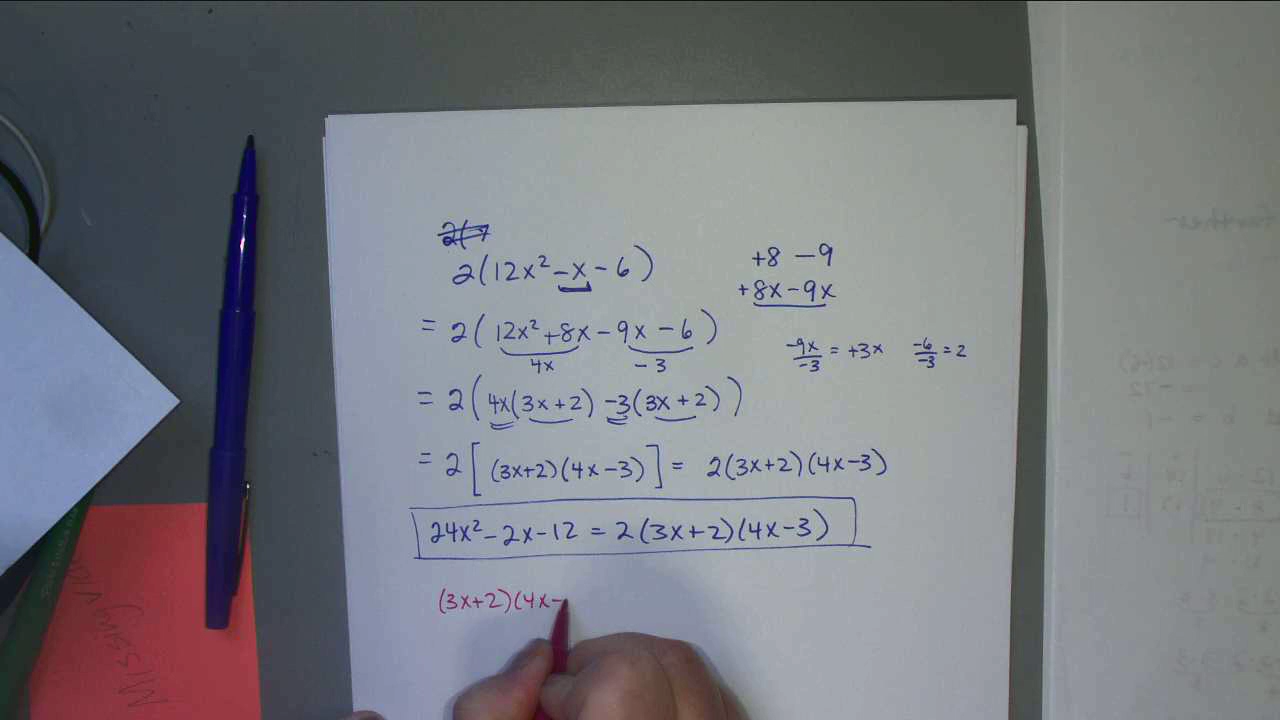 2(12x² -x - 6)
+8 -9
+8x - 9x
= 2( 12x² +8x - 9x - 6 )
4x -3
-9x/-3 = +3x -6/-3 = 2
= 2( 4x(3x + 2) -3(3x + 2) )
= 2[ (3x+2)(4x-3) ] = 2(3x+2)(4x-3)
24x² - 2x - 12 = 2(3x+2)(4x-3)
(3x+2)(4x-
Missing